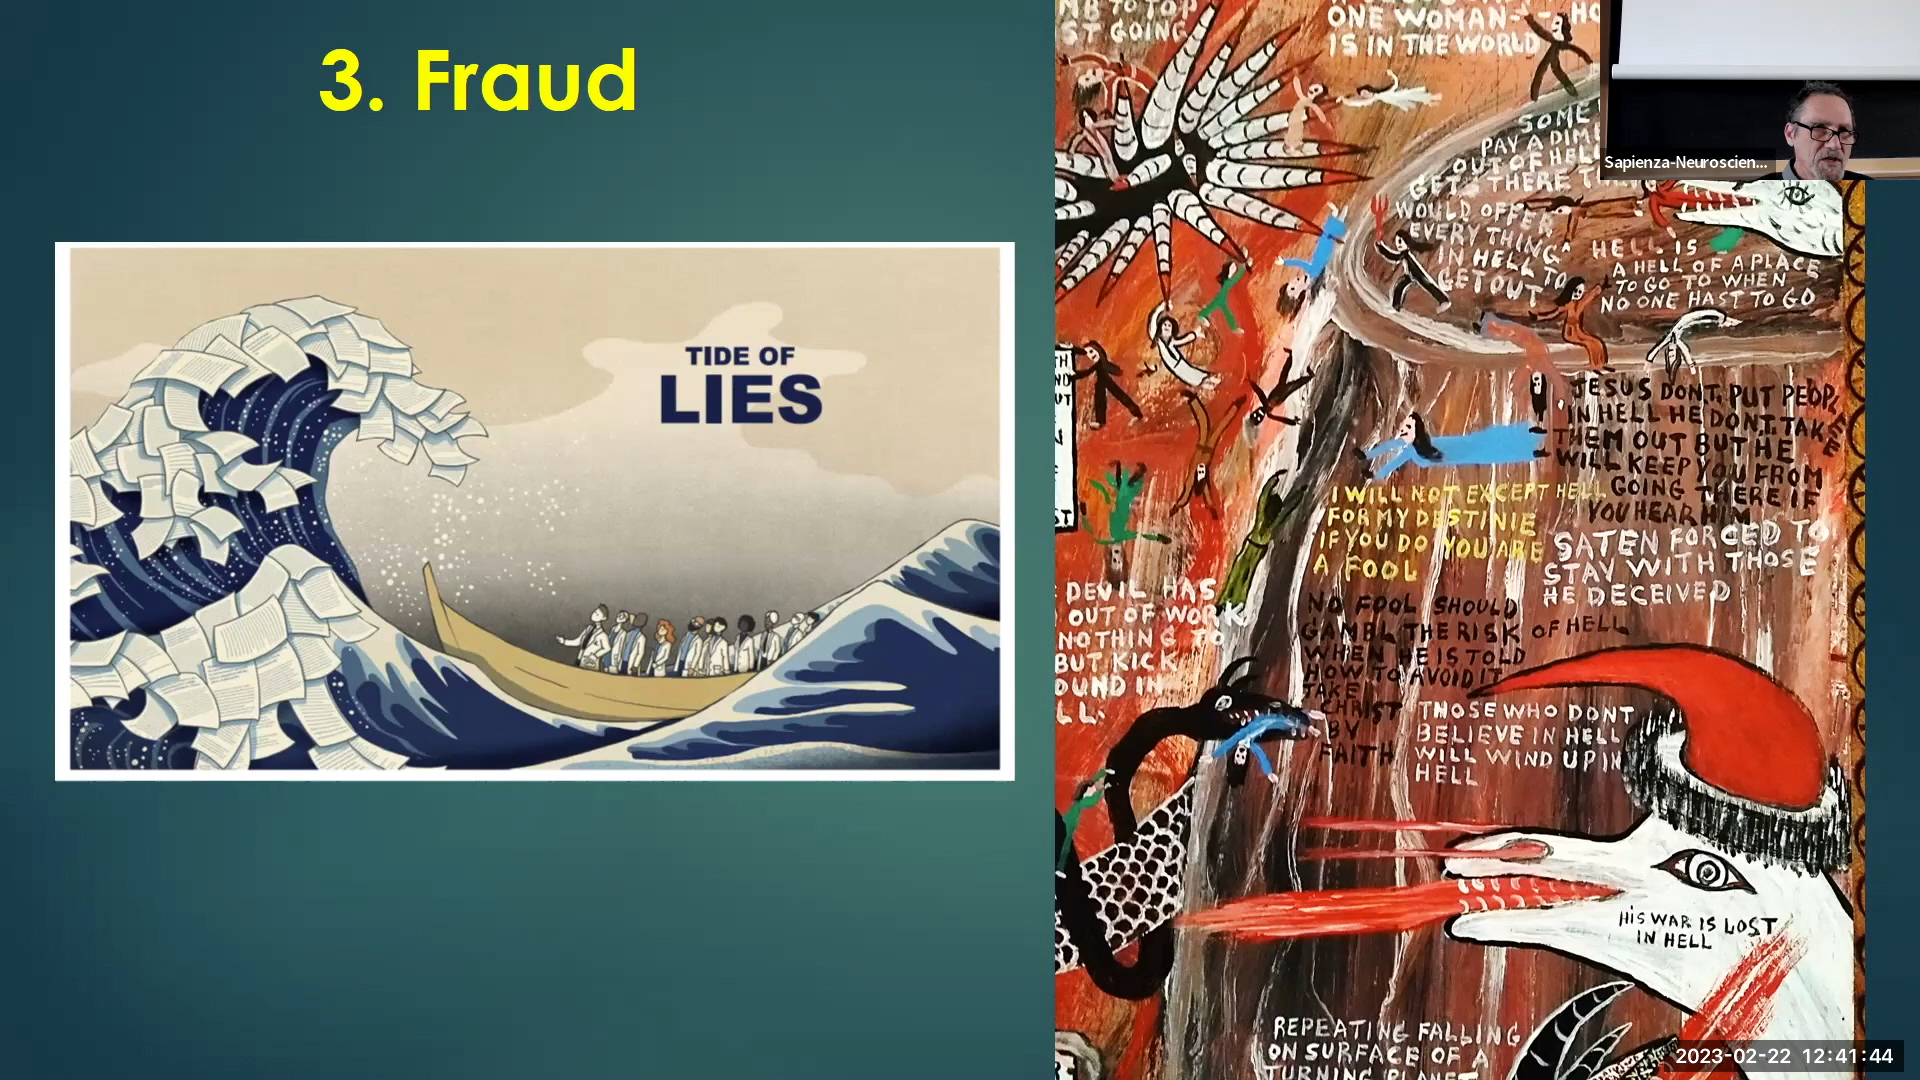 3. Fraud
TIDE OF
LIES
ST GOING
ONE WOMAN
IS IN THE WORLD
SOME
PAY A DIME
OUT OF HELL
GETS THERE
WOULD OFFER
EVERY THING
IN HELL TO
GET OUT
HELL IS
A HELL OF A PLACE
TO GO TO WHEN
NO ONE HAST TO GO
JESUS DONT PUT PEOPLE
IN HELL HE DONT TAKE
THEM OUT BUT HE
WILL KEEP YOU FROM
GOING THERE IF
YOU HEAR HIM
I WILL NOT EXCEPT HELL
FOR MY DESTINIE
IF YOU DO YOU ARE
A FOOL
SATEN FORCED TO
STAY WITH THOSE
HE DECEIVED
DEVIL HAS
OUT OF WORK
NOTHING TO
BUT KICK
OUND IN
LL.
NO FOOL SHOULD
GAMBL THE RISK OF HELL
WHEN HE IS TOLD
HOW TO AVOID IT
TAKE
CHRIST
BY
FAITH
THOSE WHO DONT
BELIEVE IN HELL
WILL WIND UP IN
HELL
HIS WAR IS LOST
IN HELL
REPEATING FALLING
ON SURFACE OF A
TURNING PLANET
Sapienza-Neuroscien...
2023-02-22 12:41:44